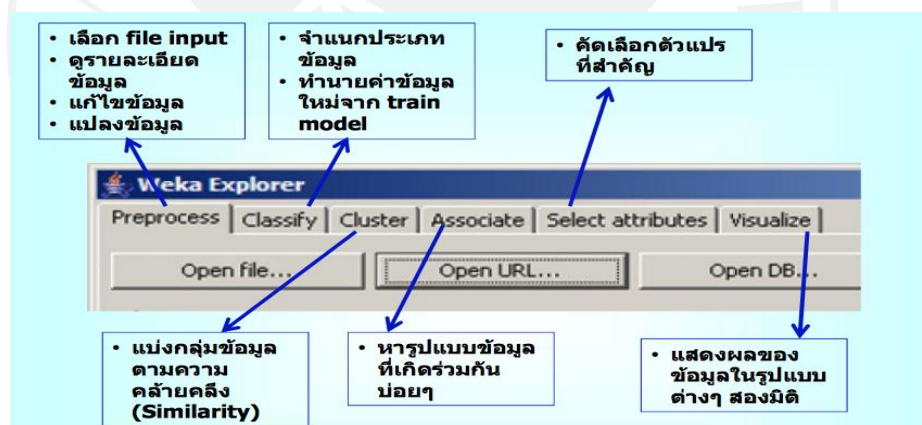 • เลือก file input
• ดูรายละเอียด
ข้อมูล
• แก้ไขข้อมูล
• แปลงข้อมูล
• จำแนกประเภท
ข้อมูล
• ทำนายค่าข้อมูล
ใหม่จาก train
model
• คัดเลือกตัวแปร
ที่สำคัญ
Weka Explorer
Preprocess Classify Cluster Associate Select attributes Visualize
Open file... Open URL... Open DB...
• แบ่งกลุ่มข้อมูล
ตามความ
คล้ายคลึง
(Similarity)
• หารูปแบบข้อมูล
ที่เกิดร่วมกัน
บ่อยๆ
• แสดงผลของ
ข้อมูลในรูปแบบ
ต่างๆ สองมิติ